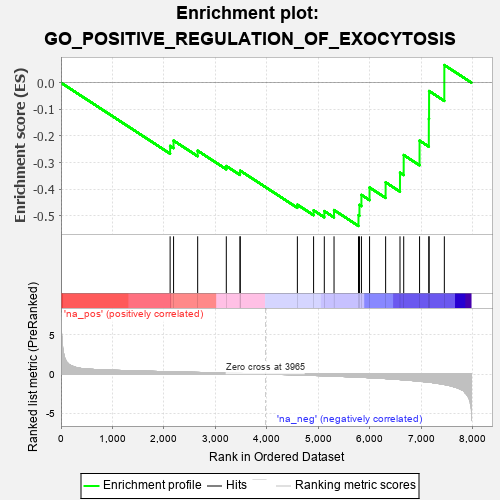 Enrichment plot:
GO_POSITIVE_REGULATION_OF_EXOCYTOSIS
Enrichment score (ES)
0.0
-0.1
-0.2
-0.3
-0.4
-0.5
'na_pos' (positively correlated)
Ranked list metric (PreRanked)
5
0
-5
Zero cross at 3965
'na_neg' (negatively correlated)
0
1,000
2,000
3,000
4,000
5,000
6,000
7,000
8,000
Rank in Ordered Dataset
Enrichment profile
Hits
Ranking metric scores